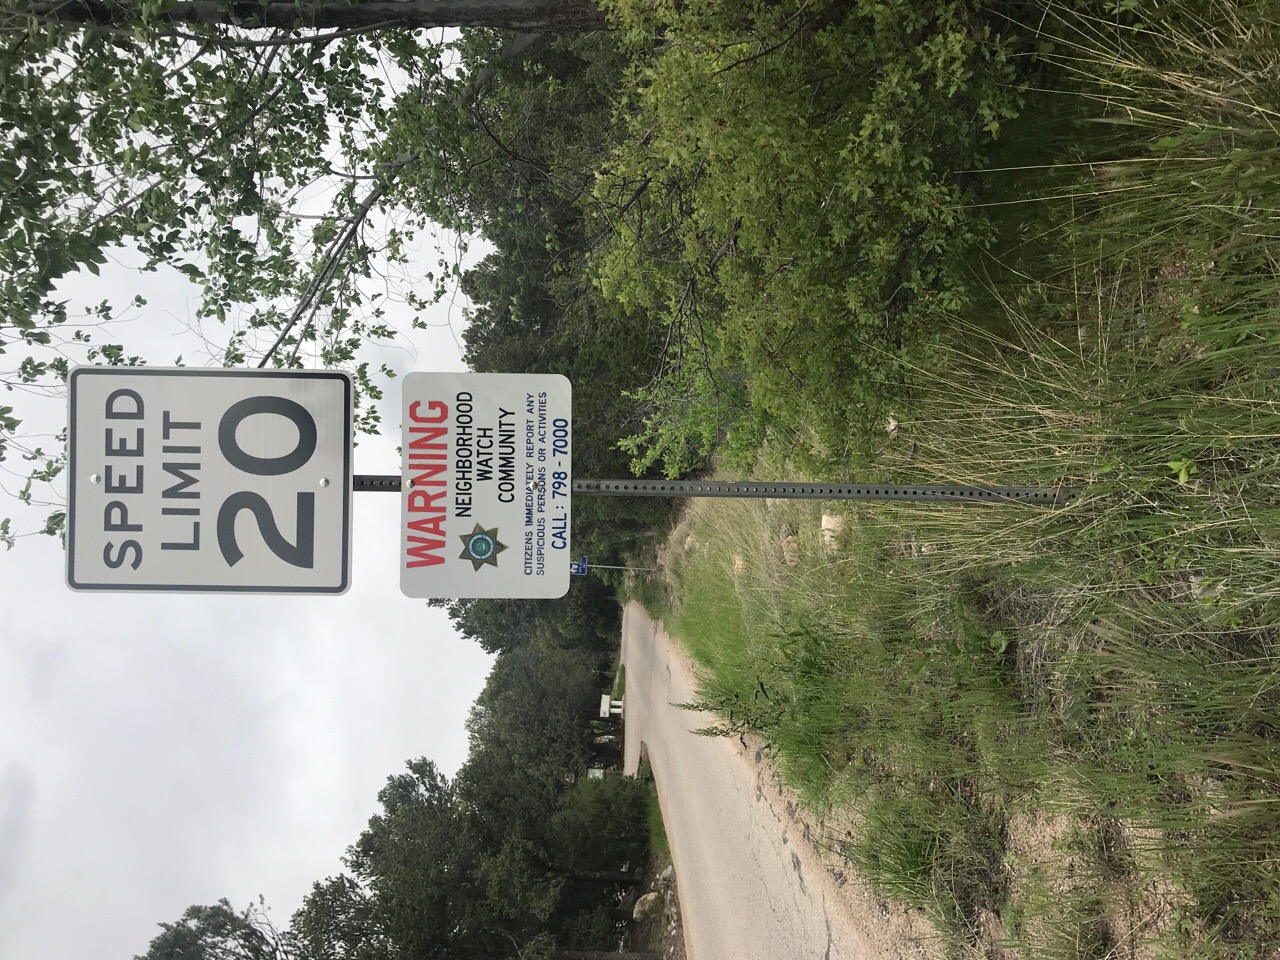 SPEED
LIMIT
20
WARNING
NEIGHBORHOOD
WATCH
COMMUNITY
CITIZENS IMMEDIATELY REPORT ANY
SUSPICIOUS PERSONS OR ACTIVITIES
CALL: 798-7000